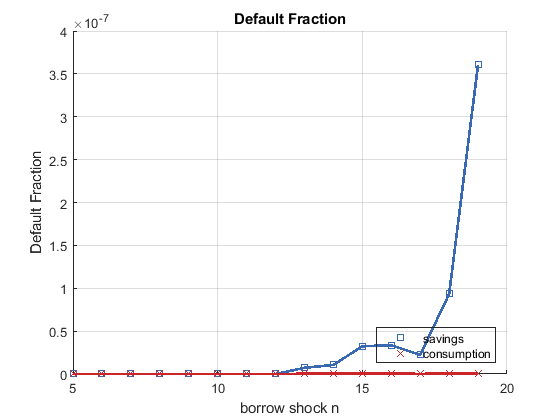 Default Fraction
×10-7
4
3.5
3
2.5
2
1.5
1
0.5
0
Default Fraction
savings
consumption
5 10 15 20
borrow shock n